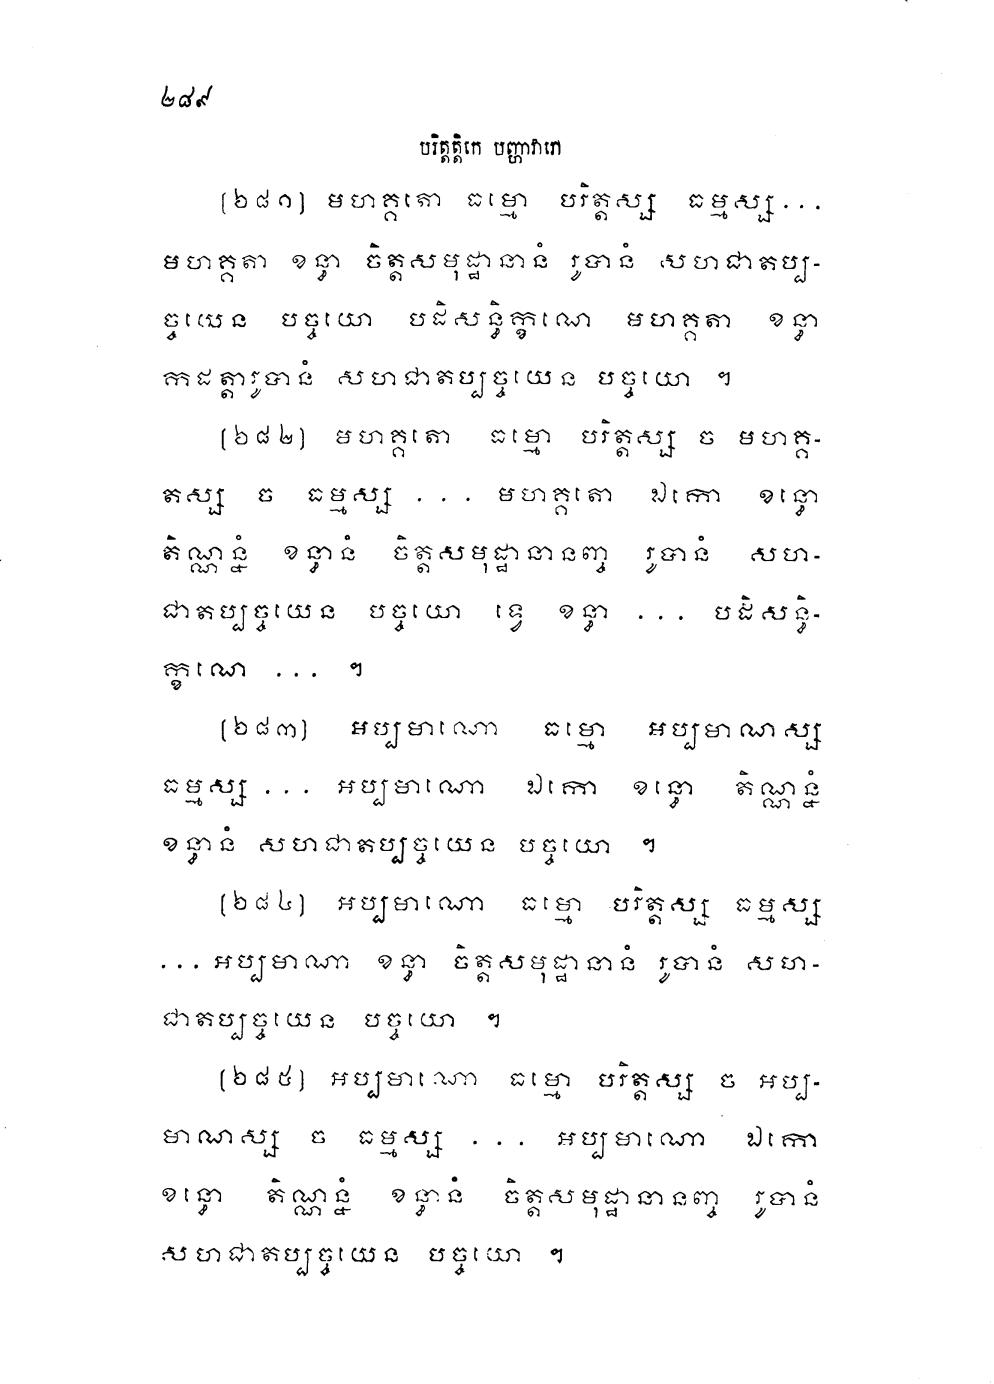 ២៨៩
បរិត្តត្តិកេ បញ្ហាវារោ
(២៨១) មហគ្គតោ ធម្មោ បរិត្តស្ស ធម្មស្ស...
មហគ្គតា ខន្ធា ចិត្តសមុដ្ឋានានំ រូបានំ សហជាតប្ប-
ច្ចយេន បច្ចយោ បដិសន្ធិក្ខណេ មហគ្គតា ខន្ធា
កដត្តារូបានំ សហជាតប្បច្ចយេន បច្ចយោ ។
(២៨២) មហគ្គតោ ធម្មោ បរិត្តស្ស ច មហគ្គ-
តស្ស ច ធម្មស្ស ... មហគ្គតោ ឯកោ ខន្ធោ
តិណ្ណន្នំ ខន្ធានំ ចិត្តសមុដ្ឋានានញ្ច រូបានំ សហ-
ជាតប្បច្ចយេន បច្ចយោ ទ្វេ ខន្ធា ... បដិសន្ធិ-
ក្ខណេ ... ។
(២៨៣) អប្បមាណោ ធម្មោ អប្បមាណស្ស
ធម្មស្ស ... អប្បមាណោ ឯកោ ខន្ធោ តិណ្ណន្នំ
ខន្ធានំ សហជាតប្បច្ចយេន បច្ចយោ ។
(២៨៤) អប្បមាណោ ធម្មោ បរិត្តស្ស ធម្មស្ស
... អប្បមាណា ខន្ធា ចិត្តសមុដ្ឋានានំ រូបានំ សហ-
ជាតប្បច្ចយេន បច្ចយោ ។
(២៨៥) អប្បមាណោ ធម្មោ បរិត្តស្ស ច អប្ប-
មាណស្ស ច ធម្មស្ស ... អប្បមាណោ ឯកោ
ខន្ធោ តិណ្ណន្នំ ខន្ធានំ ចិត្តសមុដ្ឋានានញ្ច រូបានំ
សហជាតប្បច្ចយេន បច្ចយោ ។